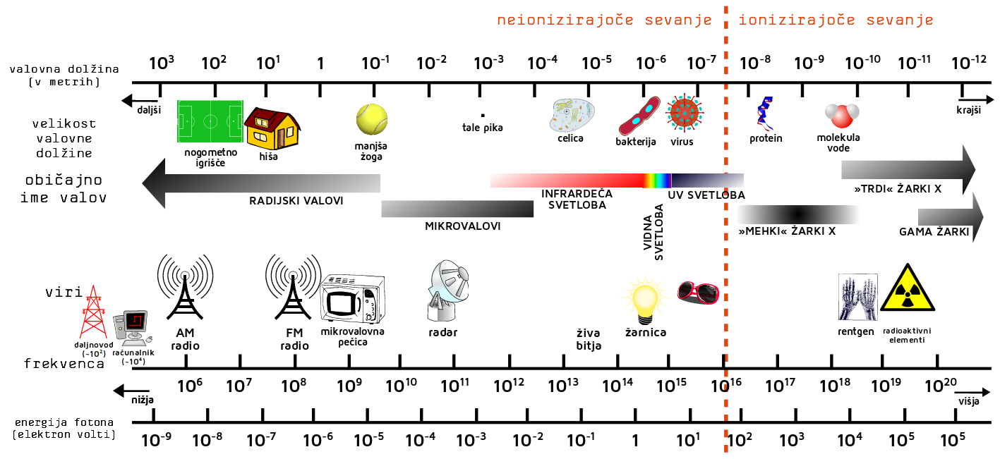 neionizirajoče sevanje ionizirajoče sevanje
valovna dolžina
(v metrih)
10³ 10² 10¹ 1 10⁻¹ 10⁻² 10⁻³ 10⁻⁴ 10⁻⁵ 10⁻⁶ 10⁻⁷ 10⁻⁸ 10⁻⁹ 10⁻¹⁰ 10⁻¹¹ 10⁻¹²
daljši
krajši
velikost
valovne
dolžine
nogometno
igrišče
hiša
manjša
žoga
tale pika
celica
bakterija
virus
protein
molekula
vode
običajno
ime valov
RADIJSKI VALOVI
MIKROVALOVI
INFRARDEČA
SVETLOBA
VIDNA
SVETLOBA
UV SVETLOBA
»MEHKI« ŽARKI X
»TRDI« ŽARKI X
GAMA ŽARKI
viri
daljnovod
(~10²)
računalnik
(~10⁴)
AM
radio
FM
radio
mikrovalovna
pečica
radar
živa
bitja
žarnica
rentgen
radioaktivni
elementi
frekvenca
10⁶ 10⁷ 10⁸ 10⁹ 10¹⁰ 10¹¹ 10¹² 10¹³ 10¹⁴ 10¹⁵ 10¹⁶ 10¹⁷ 10¹⁸ 10¹⁹ 10²⁰
nižja
višja
energija fotona
(elektron volti)
10⁻⁹ 10⁻⁸ 10⁻⁷ 10⁻⁶ 10⁻⁵ 10⁻⁴ 10⁻³ 10⁻² 10⁻¹ 1 10¹ 10² 10³ 10⁴ 10⁵ 10⁵